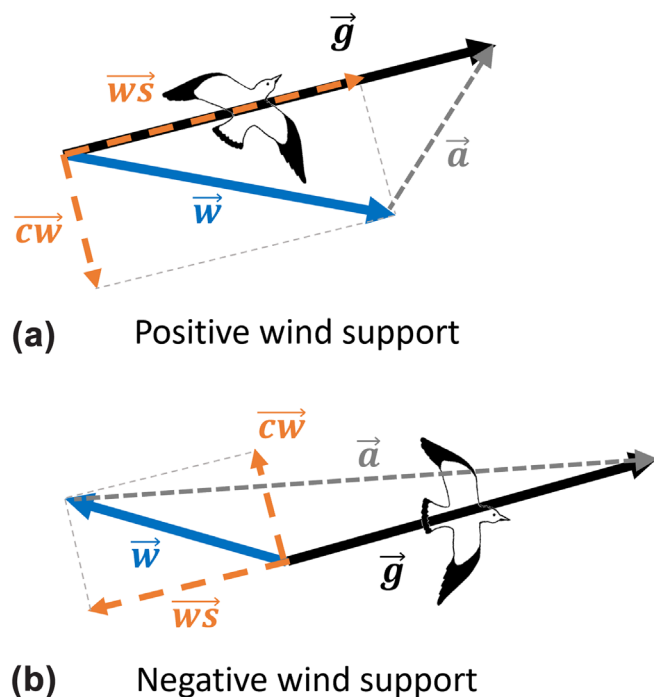 g⃗
ws⃗
a⃗
w⃗
cw⃗
(a) Positive wind support
cw⃗
a⃗
w⃗
g⃗
ws⃗
(b) Negative wind support